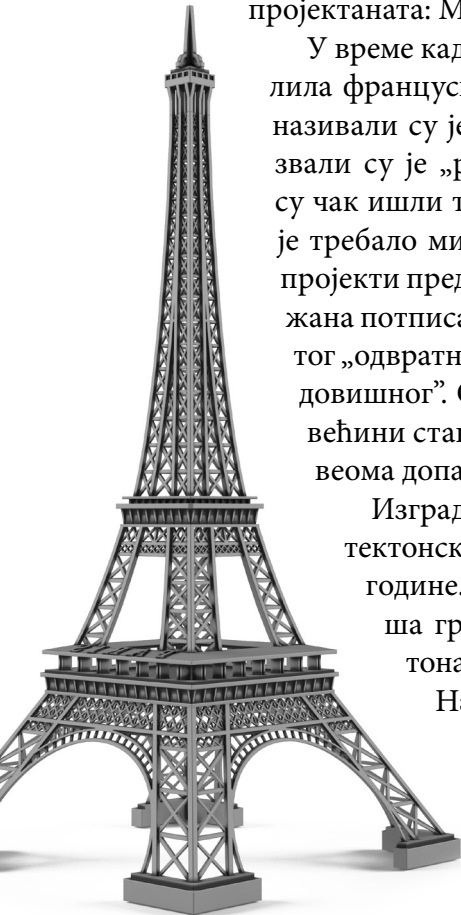 пројектаната: М
У време кад
лила францус
називали су је
звали су је „р
су чак ишли т
је требало ми
пројекти пред
жана потписа
тог „одвратн
довишног”. С
већини ста
веома допа
Изград
тектонск
године.
ша гр
тона
На